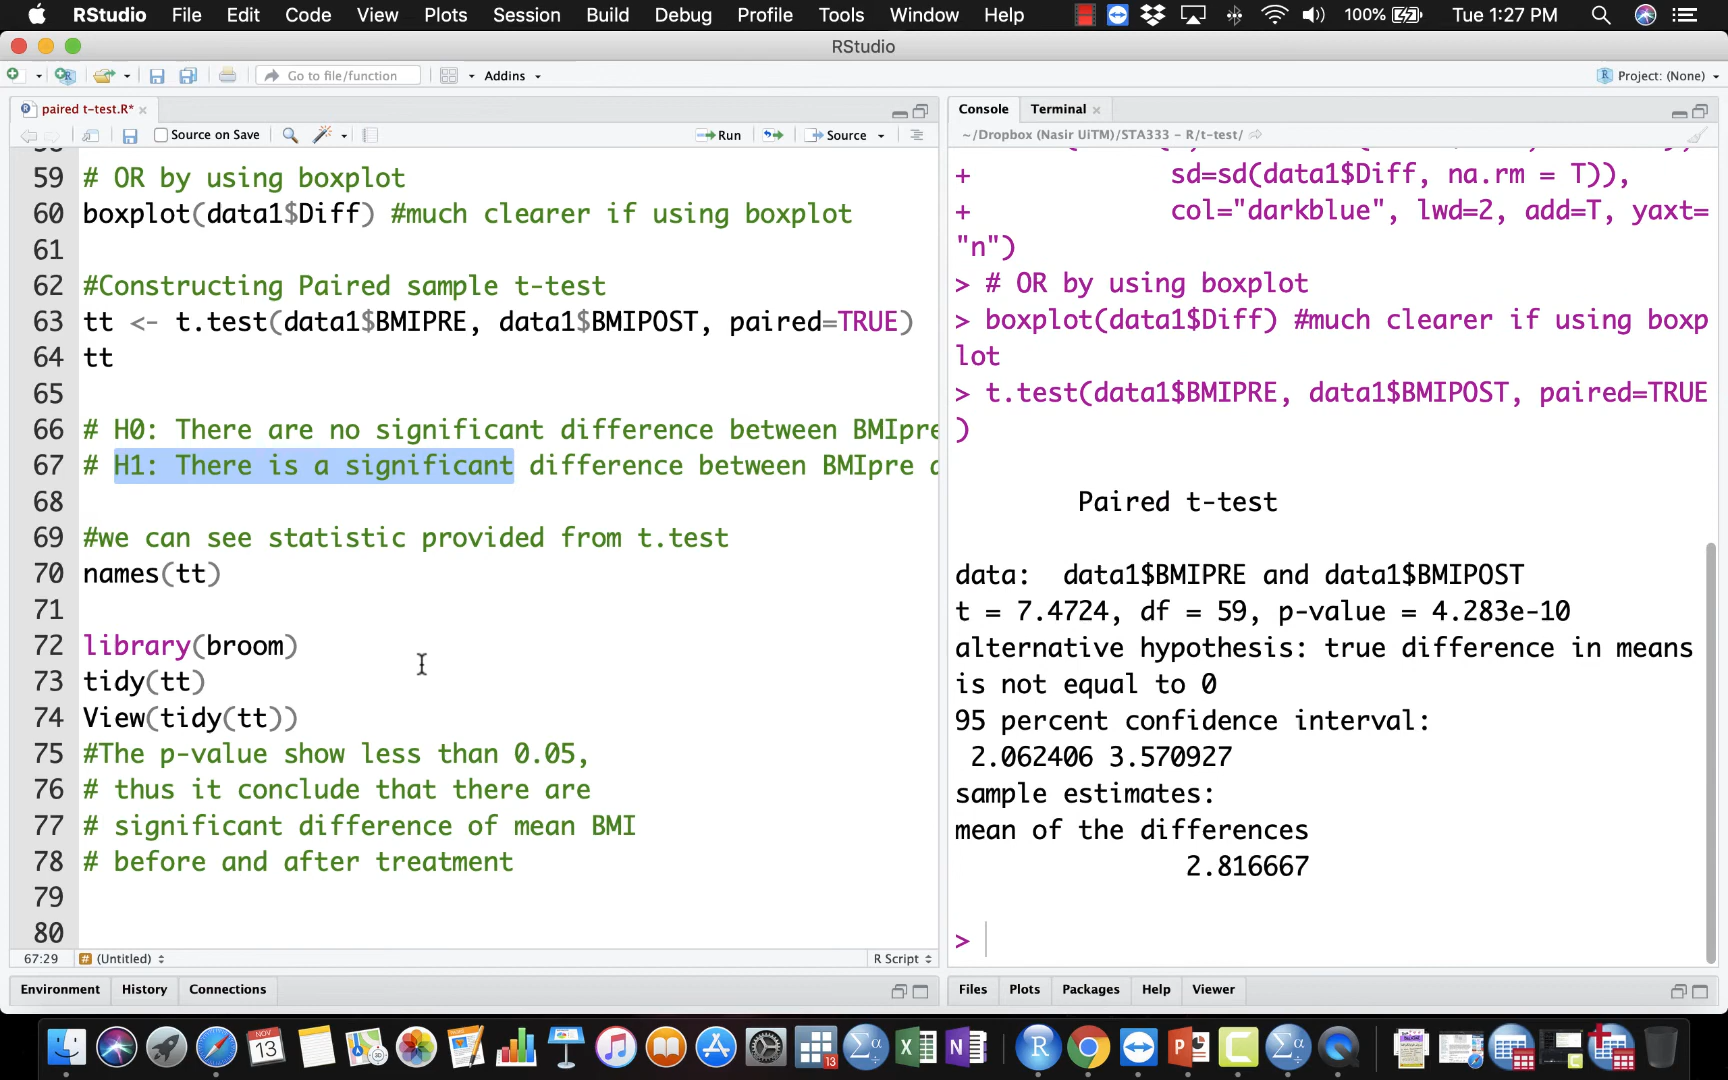 RStudio File Edit Code View Plots Session Build Debug Profile Tools Window Help 100% Tue 1:27 PM
RStudio
Go to file/function Addins Project: (None)
paired t-test.R*
Source on Save Run Source
59 # OR by using boxplot
60 boxplot(data1$Diff) #much clearer if using boxplot
61
62 #Constructing Paired sample t-test
63 tt <- t.test(data1$BMIPRE, data1$BMIPOST, paired=TRUE)
64 tt
65
66 # H0: There are no significant difference between BMIpre
67 # H1: There is a significant difference between BMIpre
68
69 #we can see statistic provided from t.test
70 names(tt)
71
72 library(broom)
73 tidy(tt)
74 View(tidy(tt))
75 #The p-value show less than 0.05,
76 # thus it conclude that there are
77 # significant difference of mean BMI
78 # before and after treatment
79
80
67:29 # (Untitled) R Script
Environment History Connections
Console Terminal
~/Dropbox (Nasir UiTM)/STA333 - R/t-test/
+ sd=sd(data1$Diff, na.rm = T)),
+ col="darkblue", lwd=2, add=T, yaxt=
"n")
> # OR by using boxplot
> boxplot(data1$Diff) #much clearer if using boxp
lot
> t.test(data1$BMIPRE, data1$BMIPOST, paired=TRUE
)
Paired t-test
data: data1$BMIPRE and data1$BMIPOST
t = 7.4724, df = 59, p-value = 4.283e-10
alternative hypothesis: true difference in means
is not equal to 0
95 percent confidence interval:
2.062406 3.570927
sample estimates:
mean of the differences
2.816667
>
Files Plots Packages Help Viewer
NOV
13
13